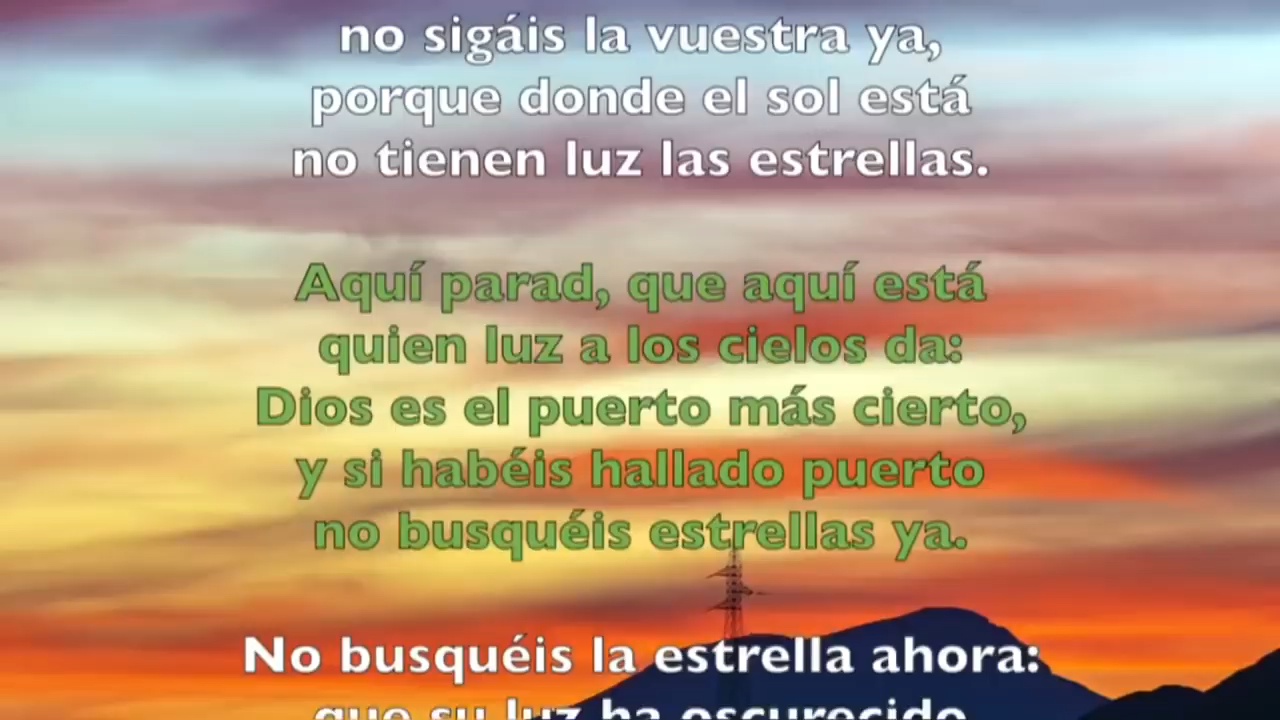 no sigáis la vuestra ya,
porque donde el sol está
no tienen luz las estrellas.
Aquí parad, que aquí está
quien luz a los cielos da:
Dios es el puerto más cierto,
y si habéis hallado puerto
no busquéis estrellas ya.
No busquéis la estrella ahora:
que su luz ha oscurecido